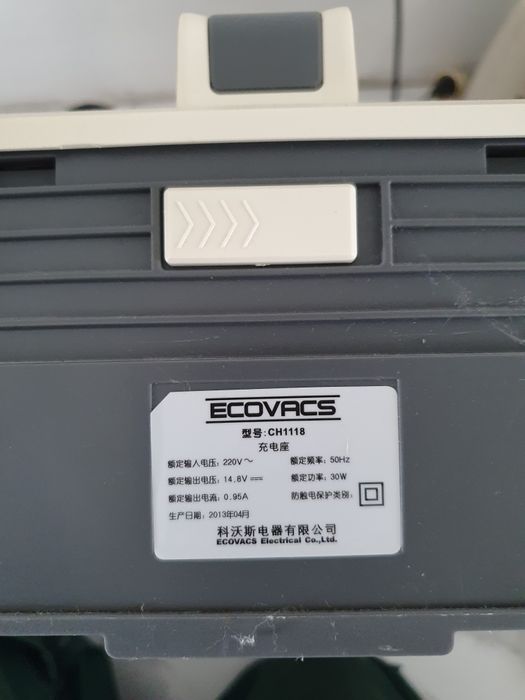 ECOVACS
型号:CH1118
充电座
额定输入电压: 220V～ 额定频率: 50Hz
额定输出电压: 14.8V⎓ 额定功率: 30W
额定输出电流: 0.95A 防触电保护类别:
生产日期: 2013年04月
科沃斯电器有限公司
ECOVACS Electrical Co.,Ltd.